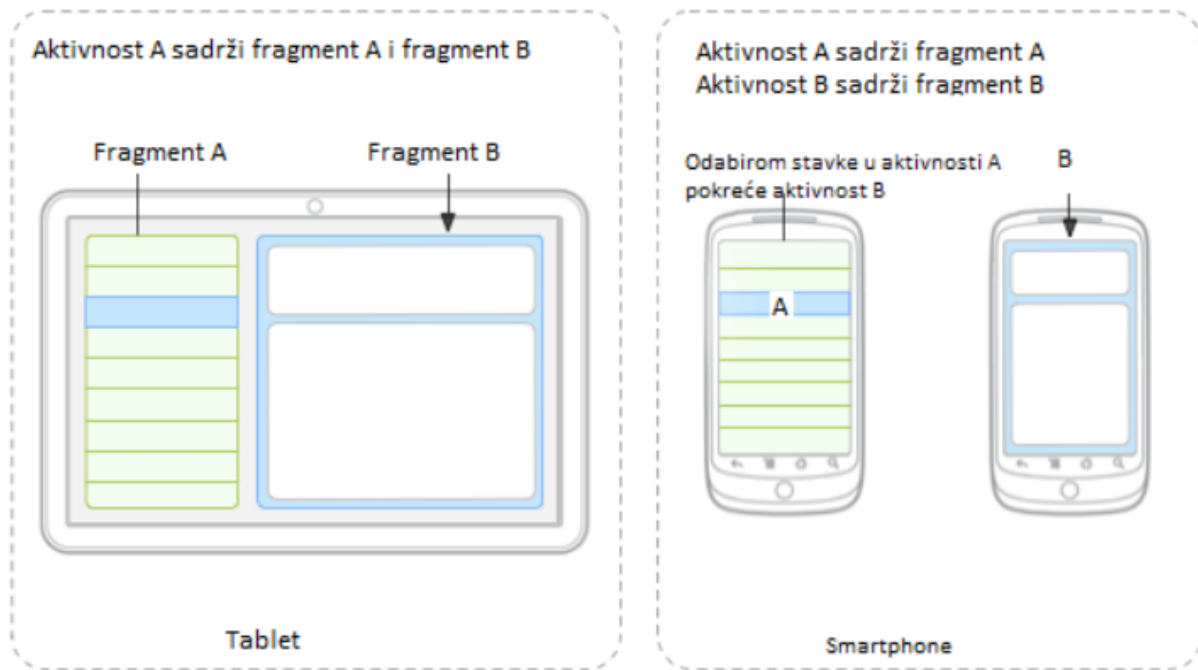 Aktivnost A sadrži fragment A i fragment B
Fragment A
Fragment B
Tablet
Aktivnost A sadrži fragment A
Aktivnost B sadrži fragment B
Odabirom stavke u aktivnosti A
pokreće aktivnost B
B
A
Smartphone